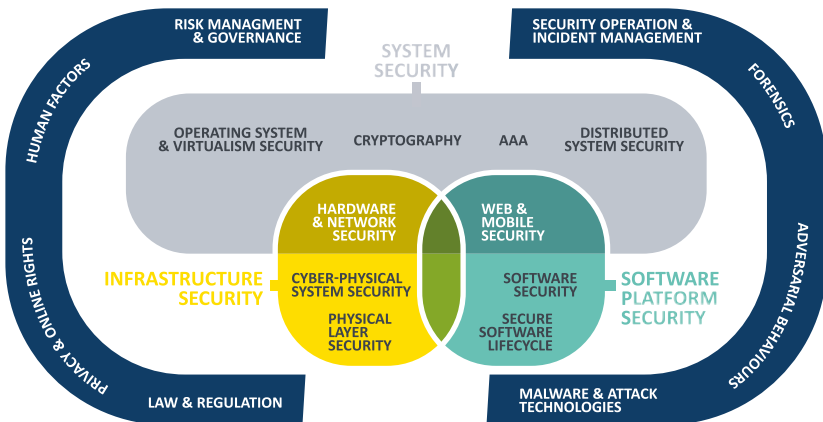 RISK MANAGMENT
& GOVERNANCE
SECURITY OPERATION &
INCIDENT MANAGEMENT
SYSTEM
SECURITY
HUMAN FACTORS
FORENSICS
OPERATING SYSTEM
& VIRTUALISM SECURITY
CRYPTOGRAPHY
AAA
DISTRIBUTED
SYSTEM SECURITY
HARDWARE
& NETWORK
SECURITY
WEB &
MOBILE
SECURITY
INFRASTRUCTURE
SECURITY
CYBER-PHYSICAL
SYSTEM SECURITY
PHYSICAL
LAYER
SECURITY
SOFTWARE
SECURITY
SECURE
SOFTWARE
LIFECYCLE
SOFTWARE
PLATFORM
SECURITY
PRIVACY & ONLINE RIGHTS
ADVERSARIAL BEHAVIOURS
LAW & REGULATION
MALWARE & ATTACK
TECHNOLOGIES